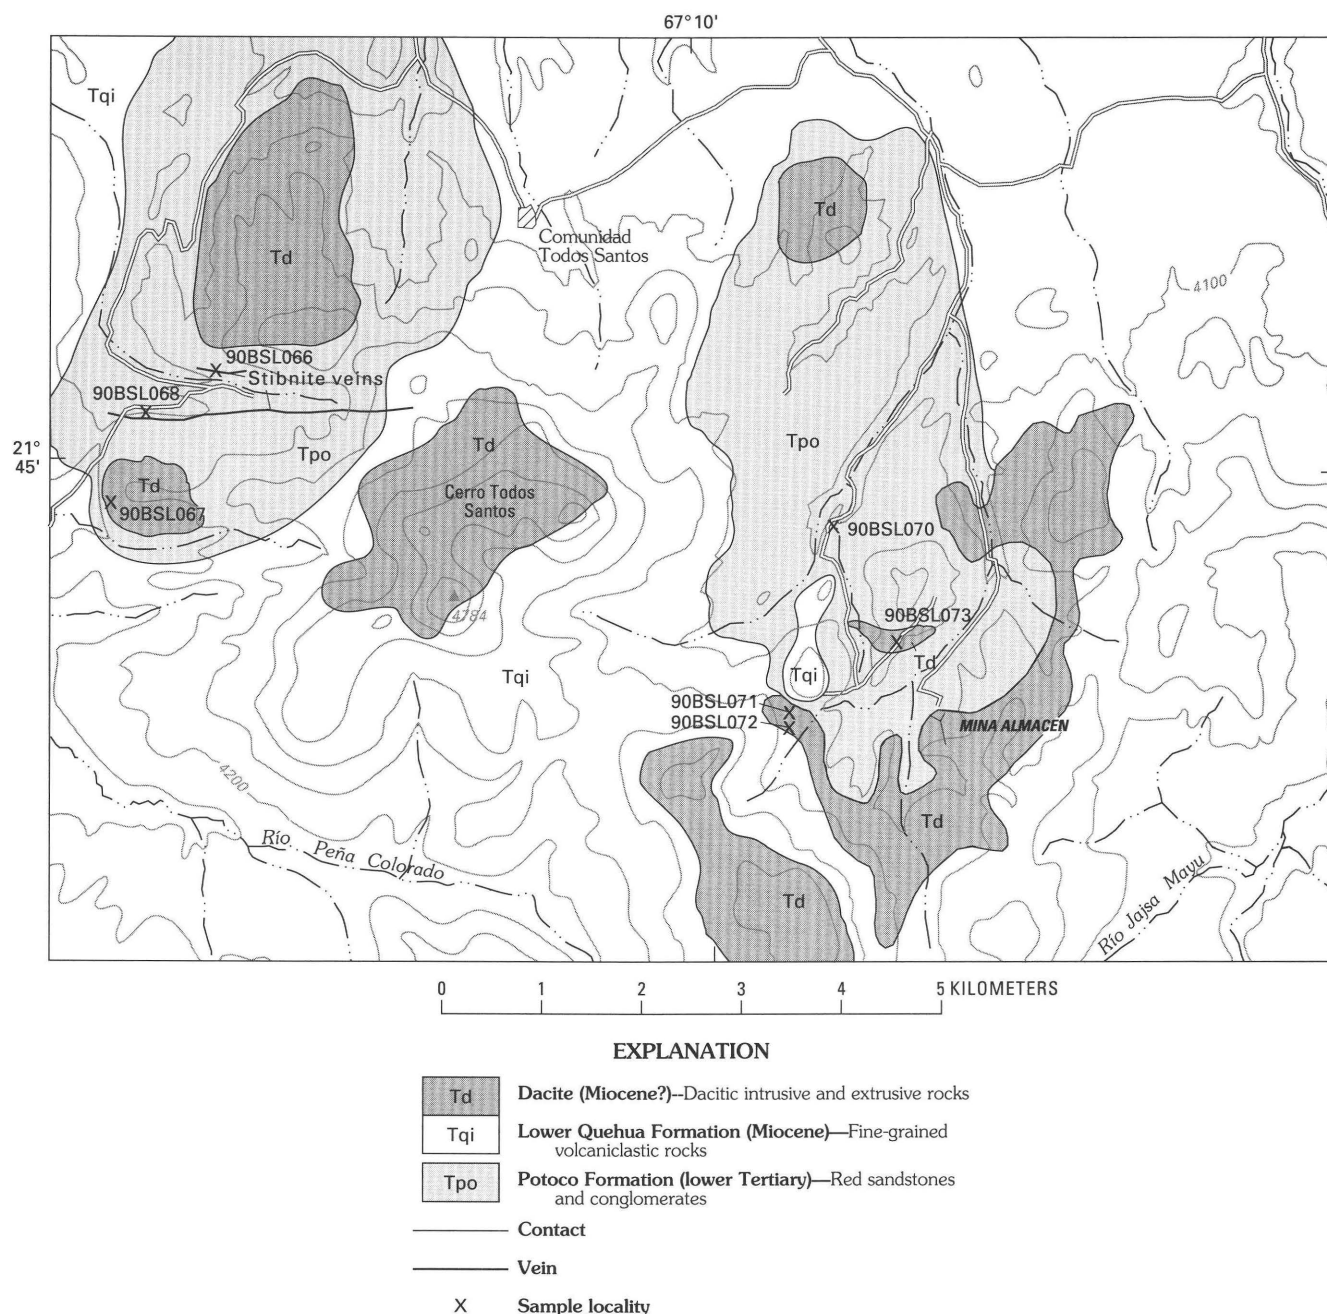 67° 10'
Tqi
Td
Comunidad
Todos Santos
Td
4100
90BSL066
Stibnite veins
90BSL068
21°
45'
Tpo
Td
90BSL067
Td
Cerro Todos
Santos
4784
Tpo
90BSL070
90BSL073
Td
Tqi
Tqi
90BSL071
90BSL072
MINA ALMACEN
4200
Río Peña Colorado
Td
Td
Río Jajsa Mayu
0 1 2 3 4 5 KILOMETERS
EXPLANATION
Td Dacite (Miocene?)--Dacitic intrusive and extrusive rocks
Tqi Lower Quehua Formation (Miocene)—Fine-grained
volcaniclastic rocks
Tpo Potoco Formation (lower Tertiary)—Red sandstones
and conglomerates
Contact
Vein
X Sample locality